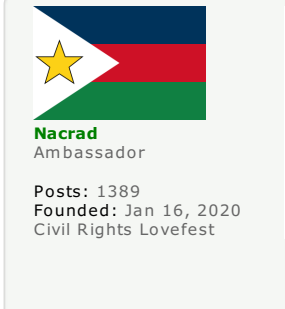 Nacrad
Ambassador
Posts: 1389
Founded: Jan 16, 2020
Civil Rights Lovefest